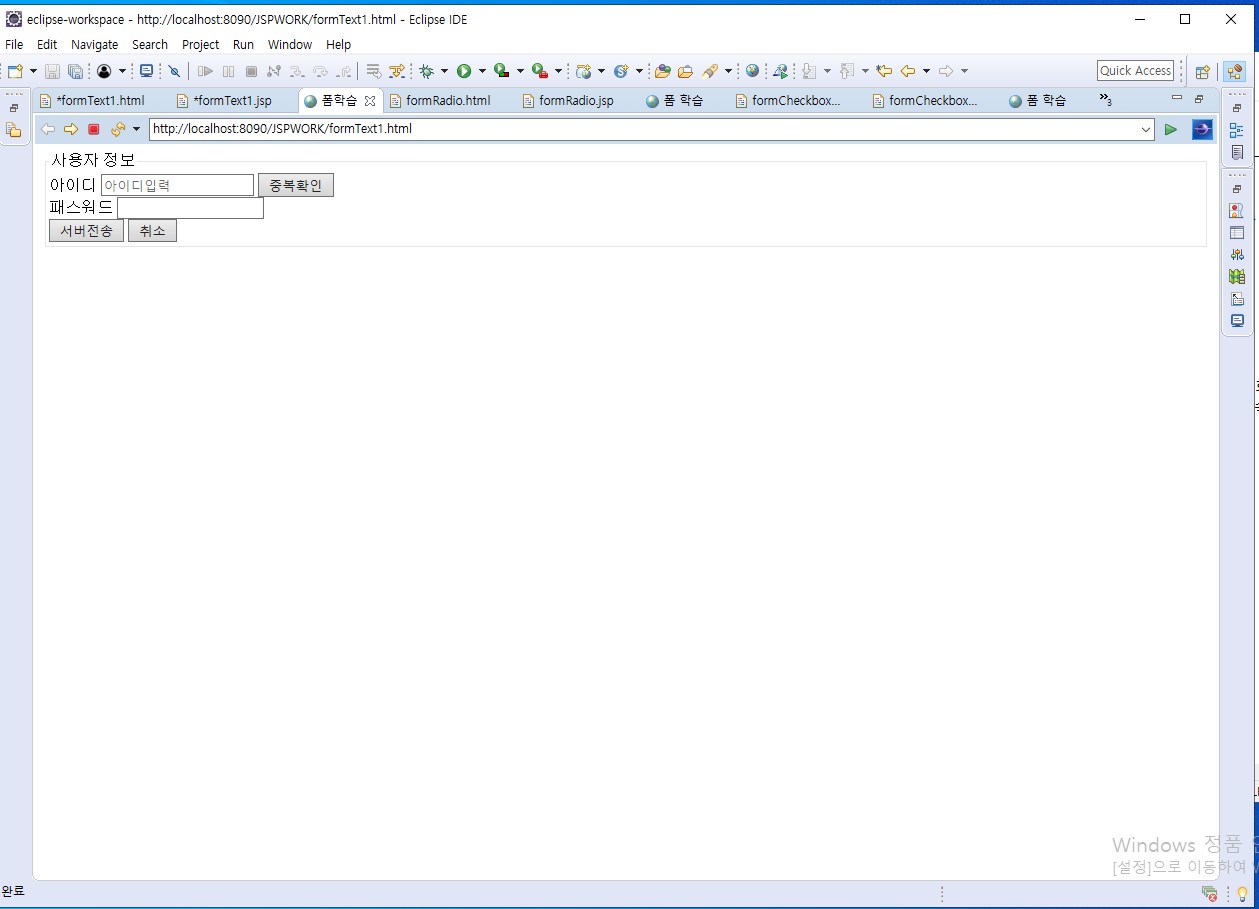 eclipse-workspace - http://localhost:8090/JSPWORK/formText1.html - Eclipse IDE
File Edit Navigate Search Project Run Window Help
Quick Access
*formText1.html *formText1.jsp 폼학습 formRadio.html formRadio.jsp 폼 학습 formCheckbox... formCheckbox... 폼 학습 »3
http://localhost:8090/JSPWORK/formText1.html
사용자 정보
아이디 아이디입력 중복확인
패스워드
서버전송 취소
Windows 정품
[설정]으로 이동하여
완료